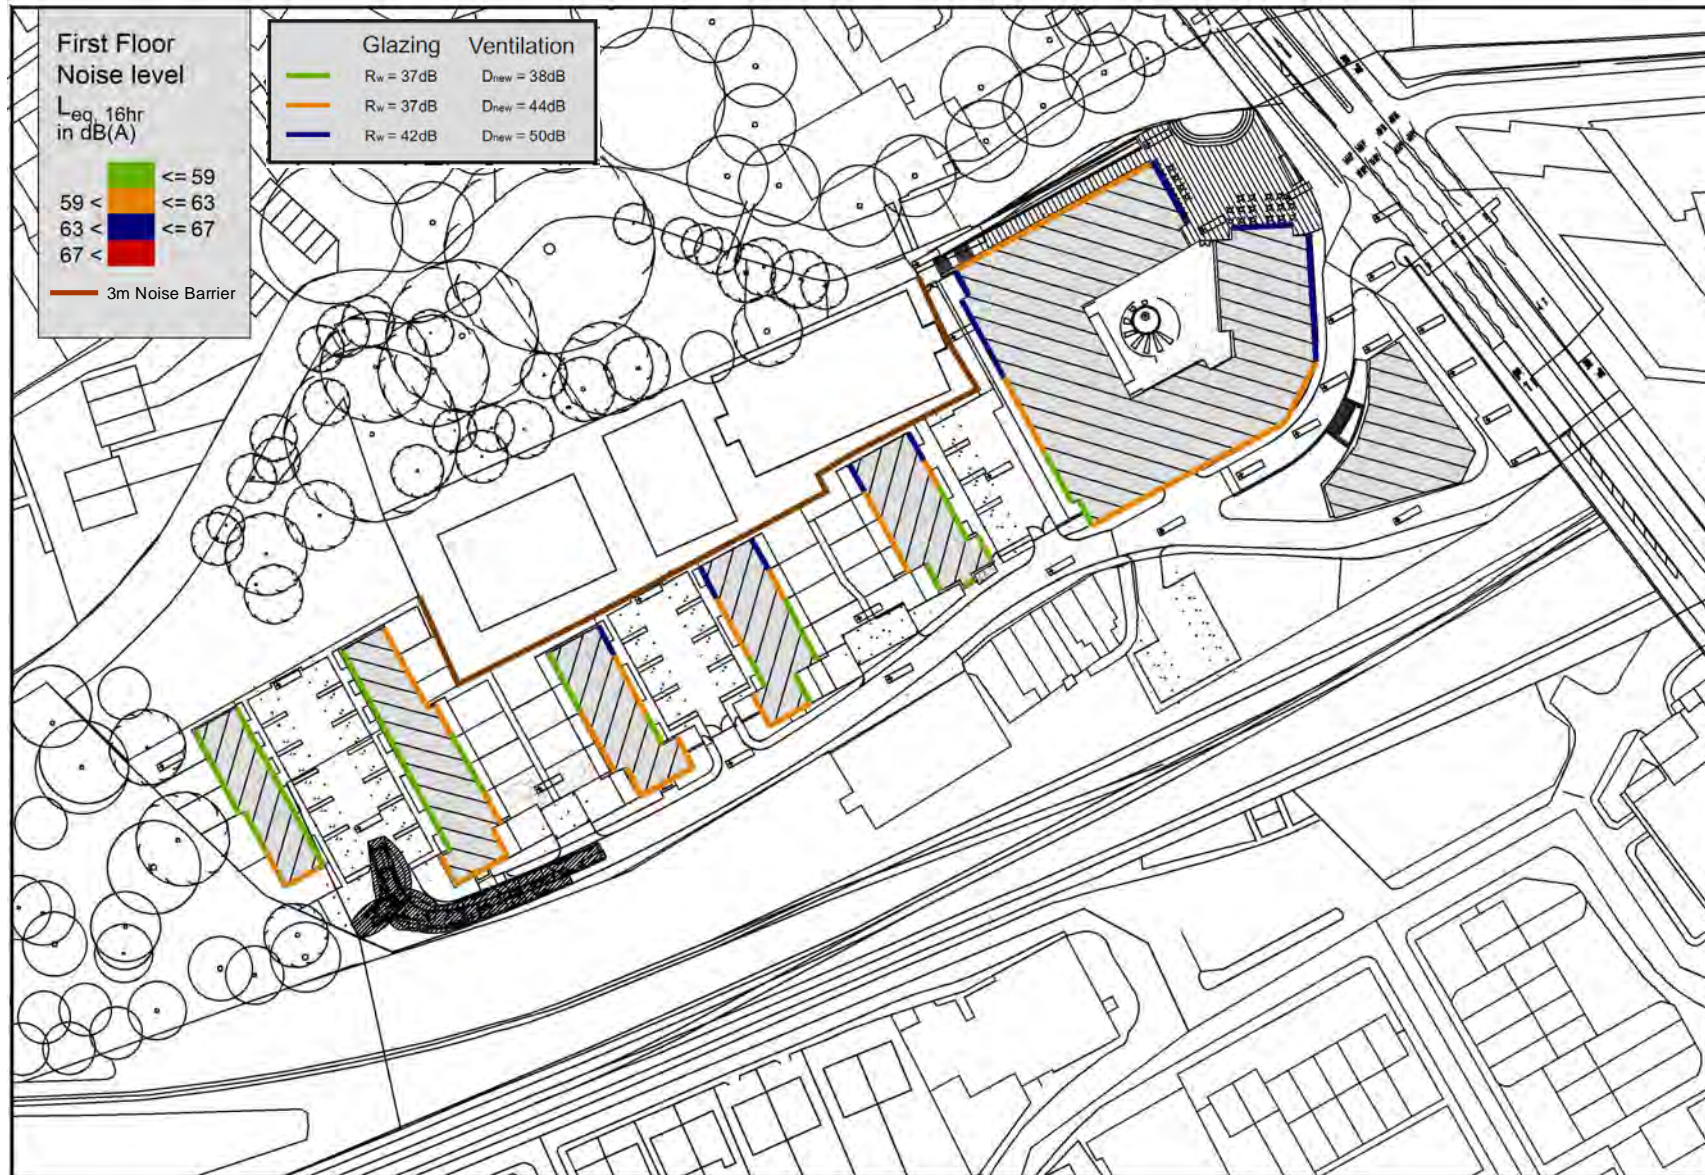 First Floor
Noise level
Leq, 16hr
in dB(A)
<= 59
59 < <= 63
63 < <= 67
67 <
3m Noise Barrier
Glazing Ventilation
Rw = 37dB Dnew = 38dB
Rw = 37dB Dnew = 44dB
Rw = 42dB Dnew = 50dB